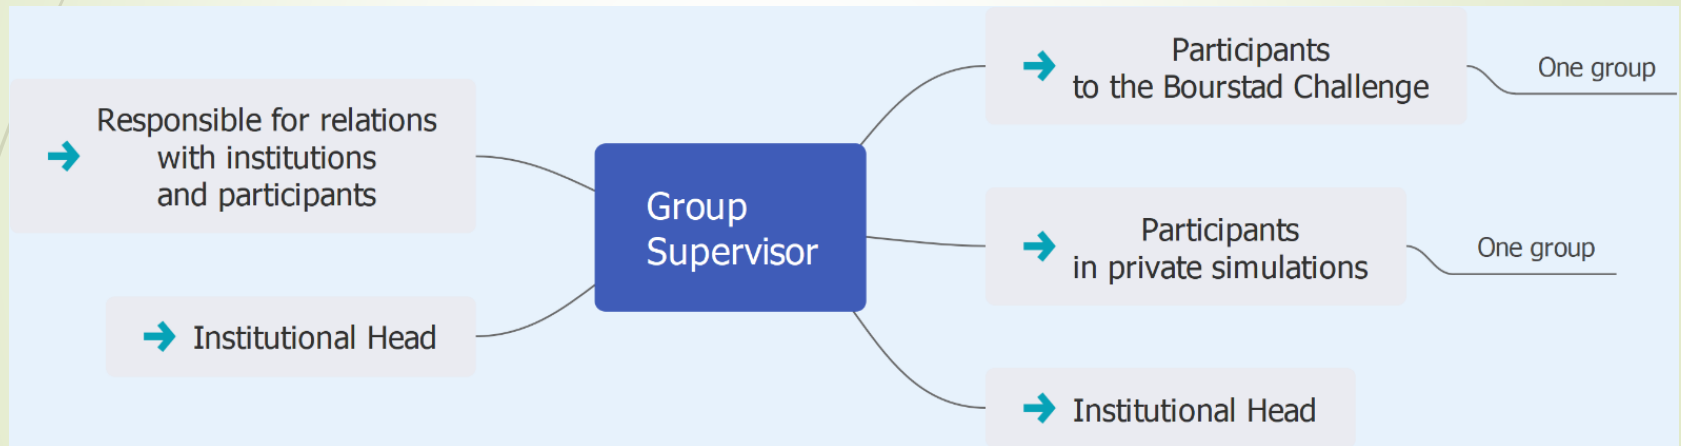 Responsible for relations
with institutions
and participants
Institutional Head
Group
Supervisor
Participants
to the Bourstad Challenge
One group
Participants
in private simulations
One group
Institutional Head